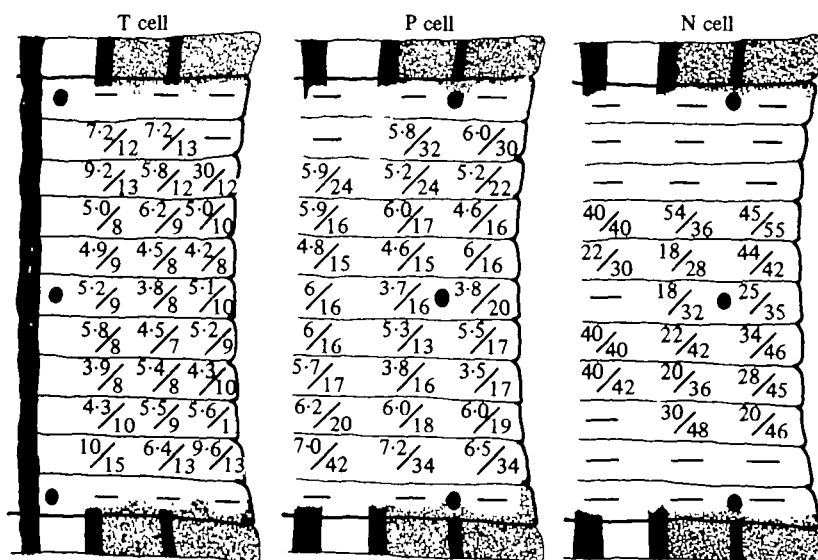 T cell P cell N cell
— — — — — — — — —
7·2/12 7·2/13 — — 5·8/32 6·0/30 — — —
9·2/13 5·8/12 30/12 5·9/24 5·2/24 5·2/22 — — —
5·0/8 6·2/9 5·0/10 5·9/16 6·0/17 4·6/16 40/40 54/36 45/55
4·9/9 4·5/8 4·2/8 4·8/15 4·6/15 6/16 22/30 18/28 44/42
5·2/9 3·8/8 5·1/10 6/16 3·7/16 3·8/20 — 18/32 25/35
5·8/8 4·5/7 5·2/9 6/16 5·3/13 5·5/17 40/40 22/42 34/46
3·9/8 5·4/8 4·3/10 5·7/17 3·8/16 3·5/17 40/42 20/36 28/45
4·3/10 5·5/9 5·6/1 6·2/20 6·0/18 6·0/19 — 30/48 20/46
10/15 6·4/13 9·6/13 7·0/42 7·2/34 6·5/34 — — —
— — — — — — — — —